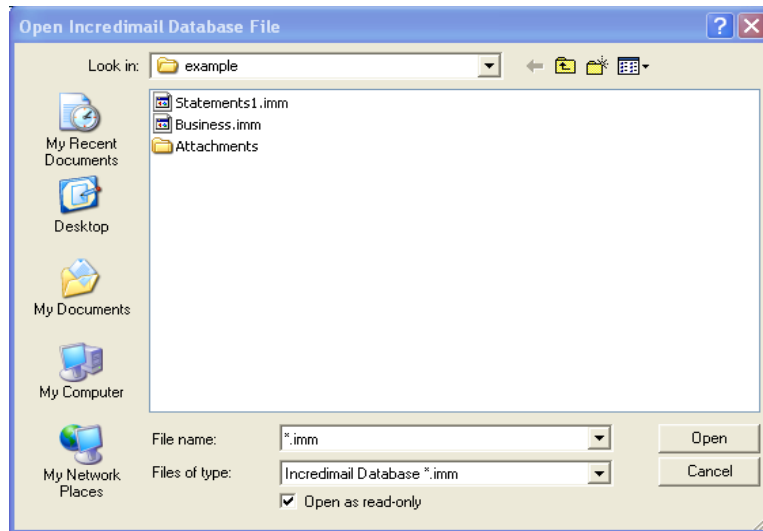 Open Incredimail Database File
Look in: example
Statements1.imm
Business.imm
Attachments
My Recent
Documents
Desktop
My Documents
My Computer
My Network
Places
File name: *.imm Open
Files of type: Incredimail Database *.imm Cancel
Open as read-only